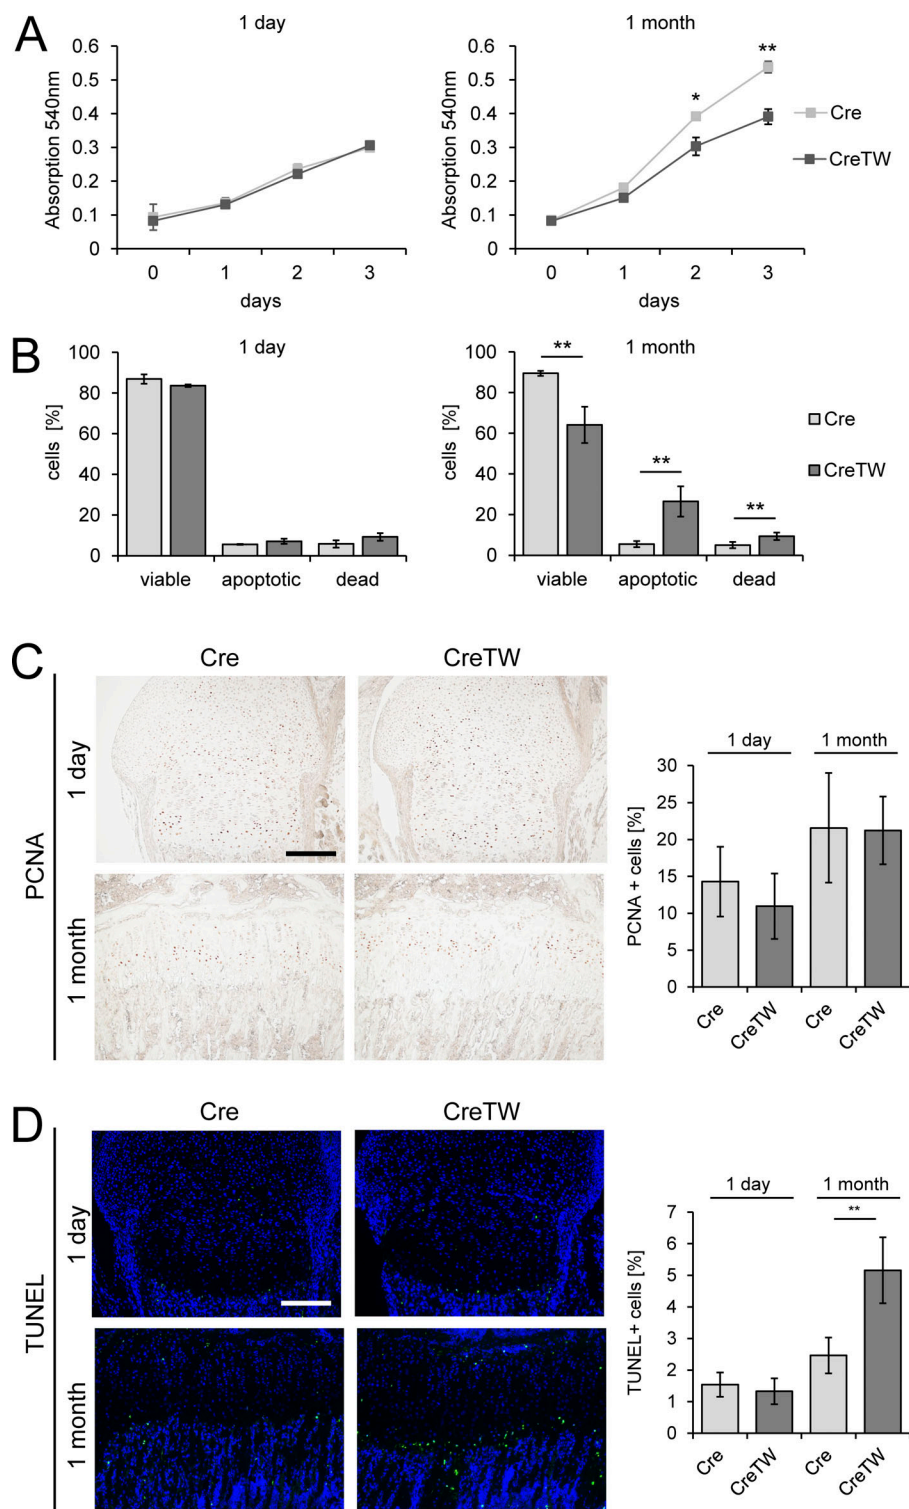 A
1 day
1 month
Absorption 540nm
0.6
0.5
0.4
0.3
0.2
0.1
0
0 1 2 3
days
Absorption 540nm
0.6
0.5
0.4
0.3
0.2
0.1
0
* **
0 1 2 3
days
Cre
CreTW
B
1 day
1 month
cells [%]
100
80
60
40
20
0
viable apoptotic dead
cells [%]
100
80
60
40
20
0
** ** **
viable apoptotic dead
Cre
CreTW
C
Cre CreTW
PCNA
1 day
1 month
1 day 1 month
PCNA + cells [%]
30
25
20
15
10
5
0
Cre CreTW Cre CreTW
D
Cre CreTW
TUNEL
1 day
1 month
1 day 1 month
**
TUNEL+ cells [%]
7
6
5
4
3
2
1
0
Cre CreTW Cre CreTW